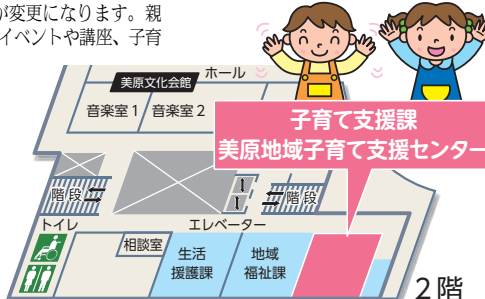 が変更になります。親
イベントや講座、子育
ホール
美原文化会館
音楽室1
音楽室2
子育て支援課
美原地域子育て支援センター
階段
階段
トイレ
エレベーター
相談室
生活
援護課
地域
福祉課
2階